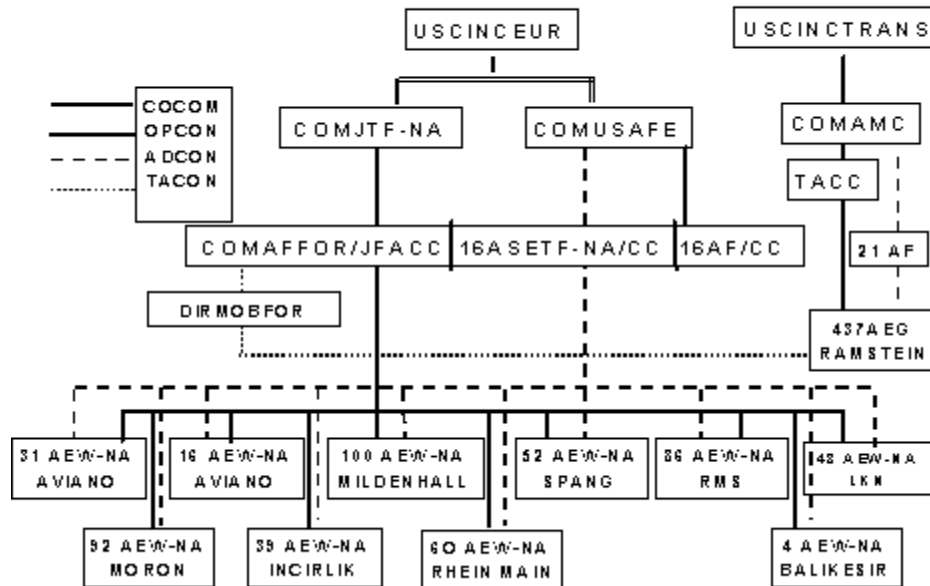 USCINCEUR
USCINCTRANS
COCOM
OPCON
ADCON
TACON
COMJTF-NA
COMUSAFE
COMAMC
TACC
COMAFFOR/JFACC
16ASETF-NA/CC
16AF/CC
21 AF
DIRMOBFOR
437AEG
RAMSTEIN
31 AEW-NA
AVIANO
16 AEW-NA
AVIANO
100 AEW-NA
MILDENHALL
52 AEW-NA
SPANG
86 AEW-NA
RMS
48 AEW-NA
LKN
92 AEW-NA
MORON
39 AEW-NA
INCIRLIK
60 AEW-NA
RHEIN MAIN
4 AEW-NA
BALIKESIR